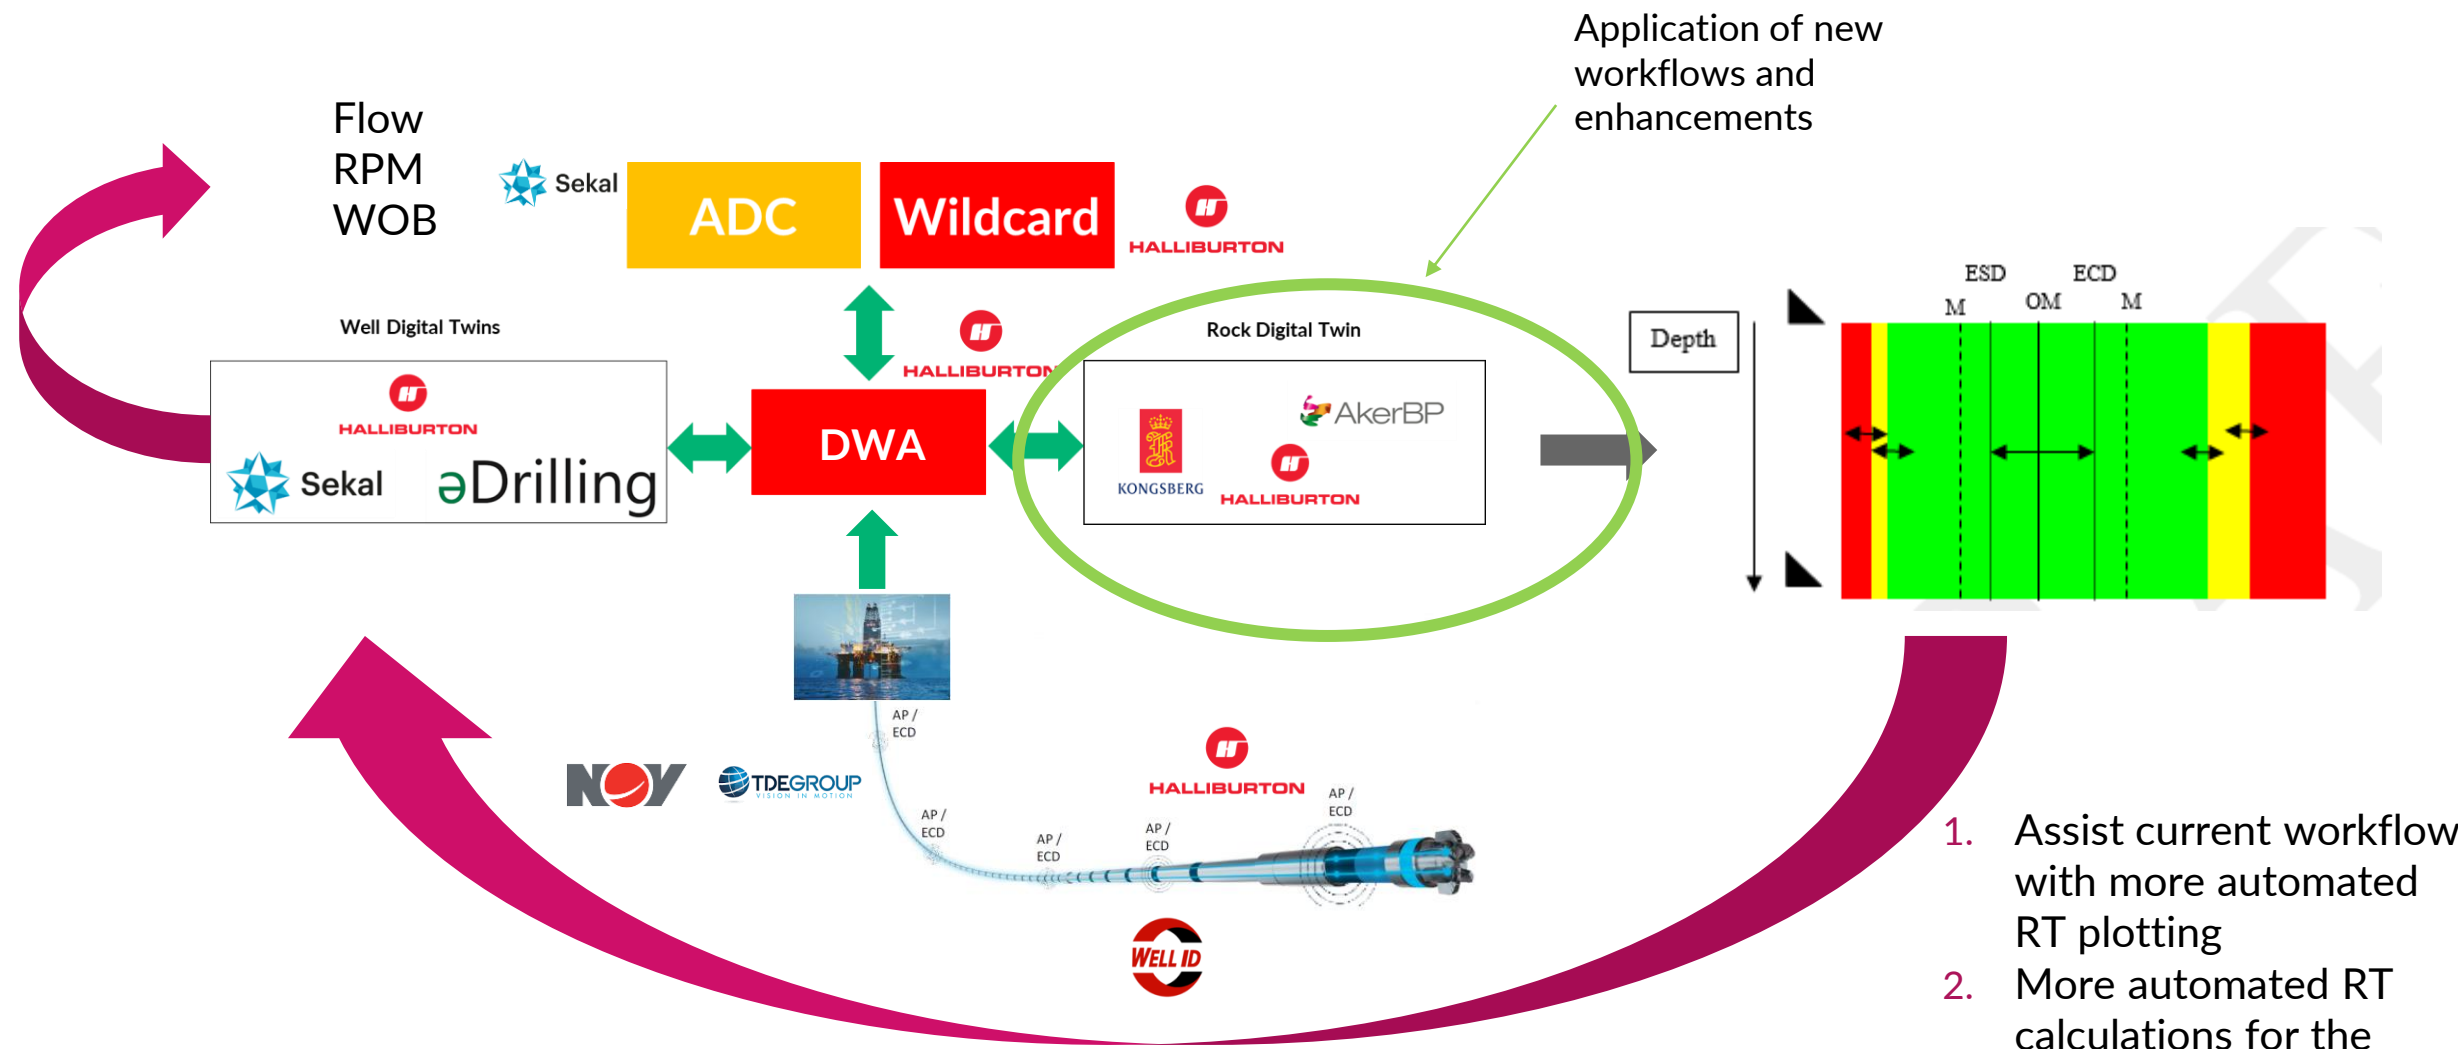 Application of new
workflows and
enhancements
Flow
RPM
WOB
Sekal
ADC
Wildcard
HALLIBURTON
ESD
ECD
M
OM
M
Well Digital Twins
HALLIBURTON
Rock Digital Twin
Depth
HALLIBURTON
Sekal
əDrilling
DWA
KONGSBERG
AkerBP
HALLIBURTON
AP /
ECD
NOV
TDEGROUP
VISION IN MOTION
HALLIBURTON
AP /
ECD
AP /
ECD
AP /
ECD
AP /
ECD
WELL ID
1. Assist current workflow
with more automated
RT plotting
2. More automated RT
calculations for the